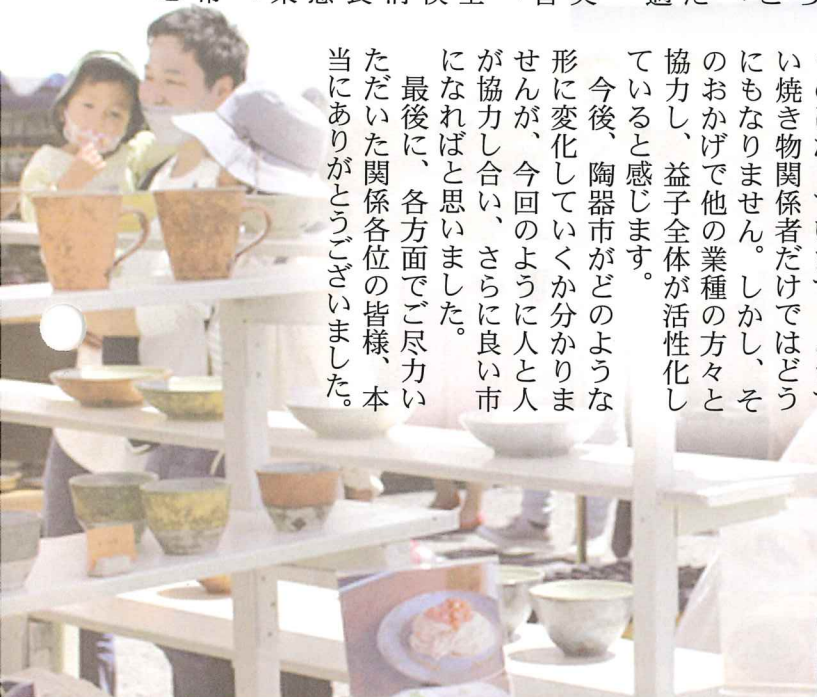 い焼き物関係者だけではどう
にもなりません。しかし、そ
のおかげで他の業種の方々と
協力し、益子全体が活性化し
ていると感じます。
今後、陶器市がどのような
形に変化していくか分かりま
せんが、今回のように人と人
が協力し合い、さらに良い市
になればと思いました。
最後に、各方面でご尽力い
ただいた関係各位の皆様、本
当にありがとうございました。